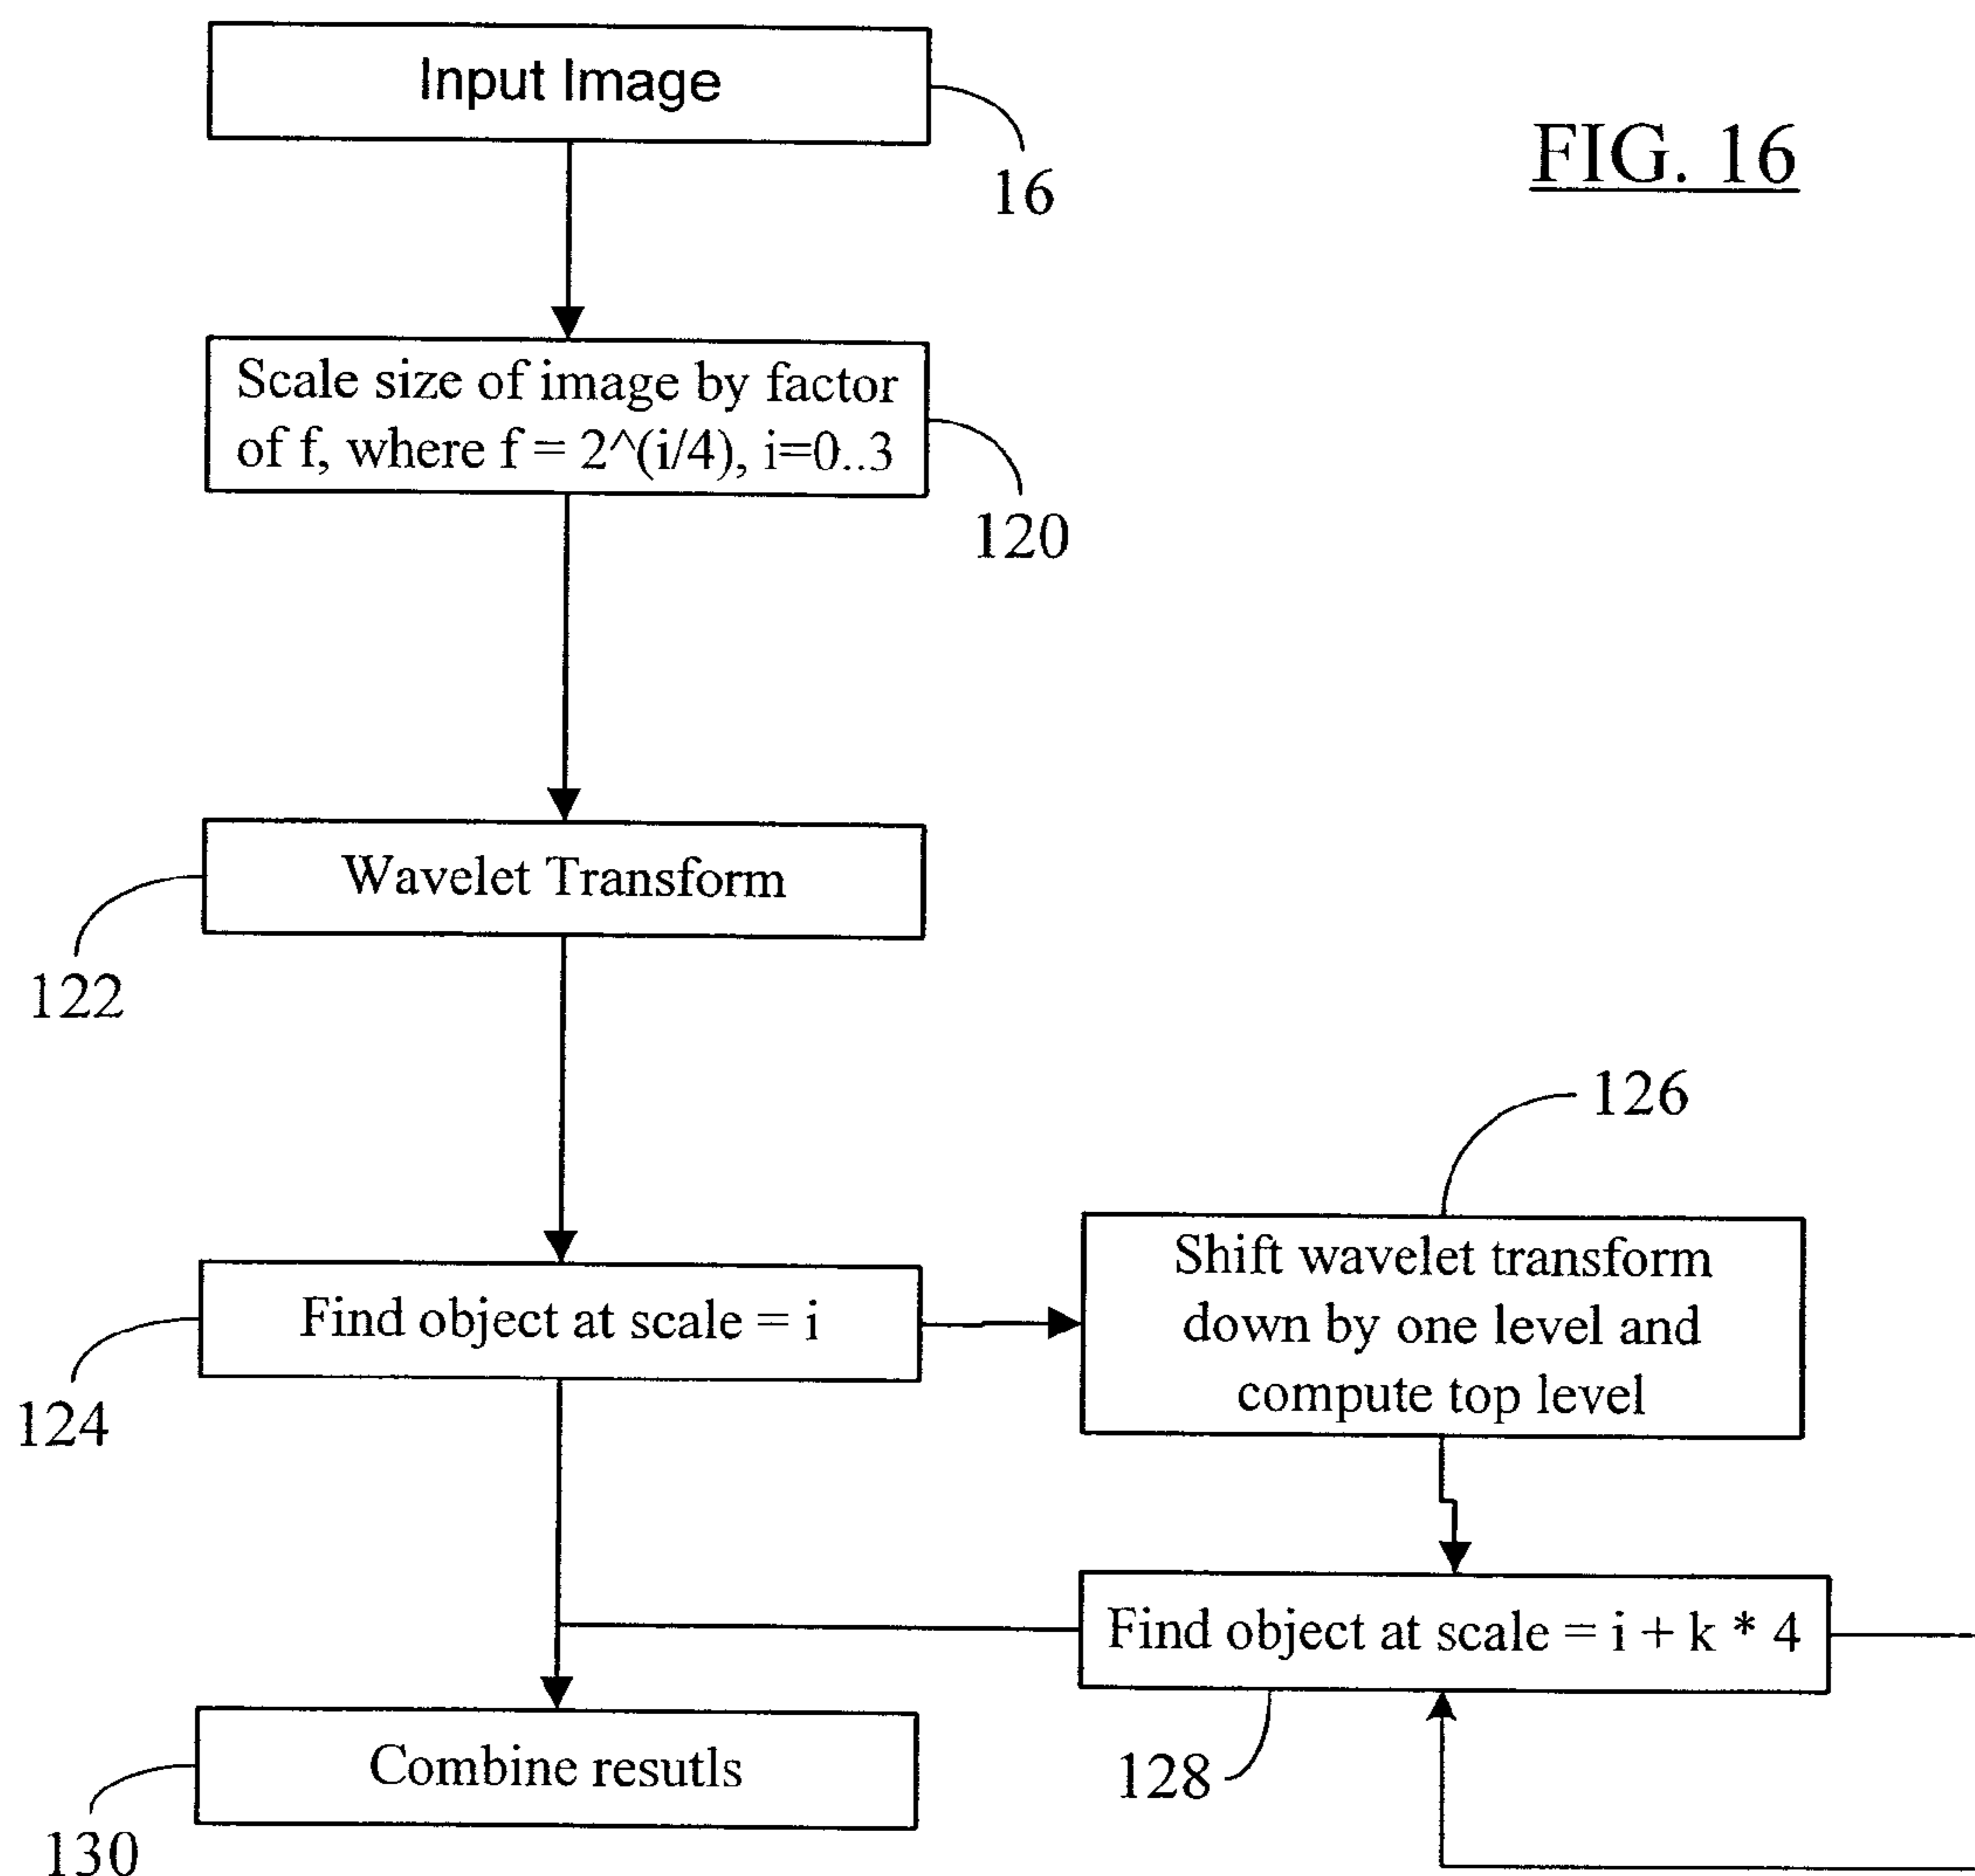 Input Image
16
FIG. 16
Scale size of image by factor
of f, where f = 2^(i/4), i=0..3
120
Wavelet Transform
122
126
Shift wavelet transform
down by one level and
compute top level
Find object at scale = i
124
Find object at scale = i + k * 4
128
Combine resutls
130